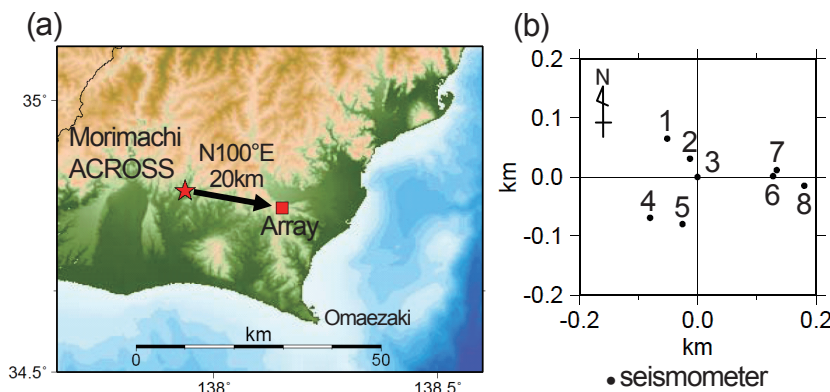 (a)
35°
Morimachi
ACROSS
N100°E
20km
Array
Omaezaki
km
0
50
34.5°
138°
138.5°
(b)
0.2
0.1
0.0
-0.1
-0.2
km
N
1
2
3
7
4
5
6
8
-0.2
0.0
0.2
km
• seismometer